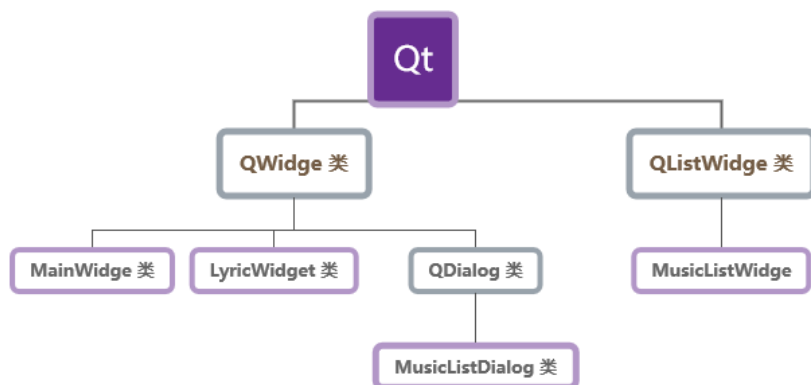 Qt
QWidge 类
QListWidge 类
MainWidge 类
LyricWidget 类
QDialog 类
MusicListWidge
MusicListDialog 类